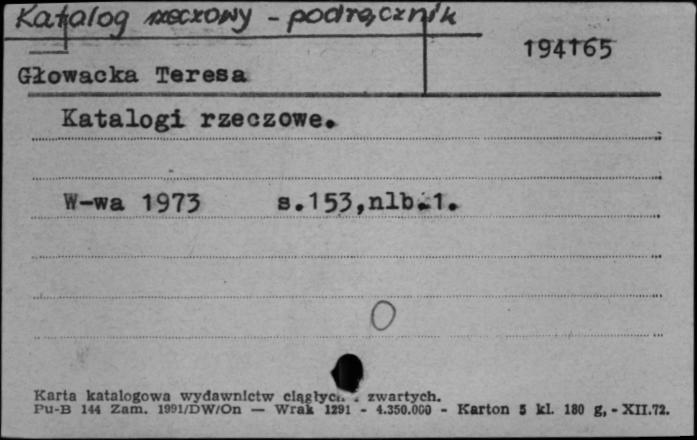 Katalog rzeczowy - podręcznik
194165
Głowacka Teresa
Katalogi rzeczowe.
W-wa 1973 s.153,nlb.1.
O
Karta katalogowa wydawnictw ciągłych i zwartych.
Pu-B 144 Zam. 1991/DW/On — Wrak 1291 - 4.350.000 - Karton 5 kl. 180 g, - XII.72.